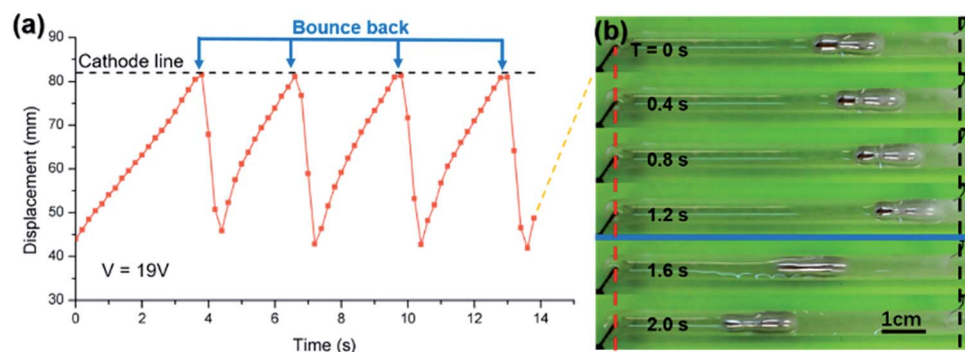 (a)
Bounce back
90
Cathode line
80
70
60
50
40
30
Displacement (mm)
V = 19V
0 2 4 6 8 10 12 14
Time (s)
(b)
T = 0 s
0.4 s
0.8 s
1.2 s
1.6 s
2.0 s
1cm